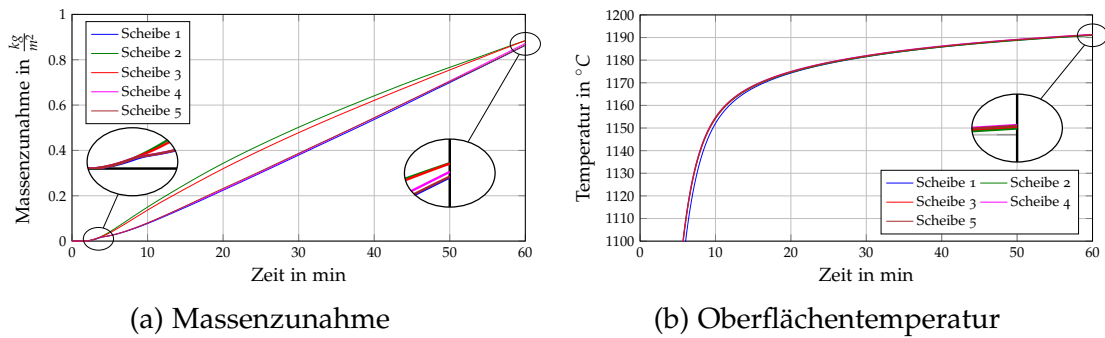 Massenzunahme in kg/m²
1
0.8
0.6
0.4
0.2
0
0
10
20
30
40
50
60
Zeit in min
Scheibe 1
Scheibe 2
Scheibe 3
Scheibe 4
Scheibe 5
(a) Massenzunahme
Temperatur in °C
1200
1190
1180
1170
1160
1150
1140
1130
1120
1110
1100
0
10
20
30
40
50
60
Zeit in min
Scheibe 1
Scheibe 2
Scheibe 3
Scheibe 4
Scheibe 5
(b) Oberflächentemperatur